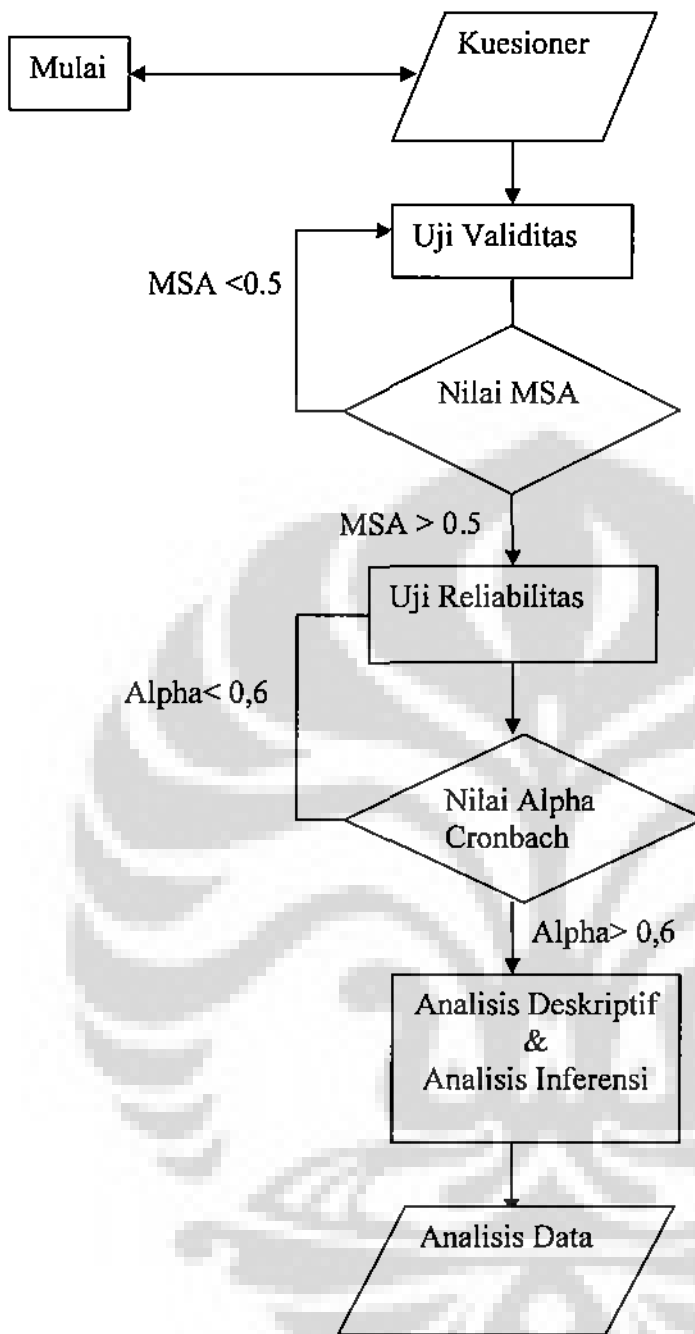 Mulai
Kuesioner
Uji Validitas
MSA <0.5
Nilai MSA
MSA > 0.5
Uji Reliabilitas
Alpha< 0,6
Nilai Alpha
Cronbach
Alpha> 0,6
Analisis Deskriptif
&
Analisis Inferensi
Analisis Data